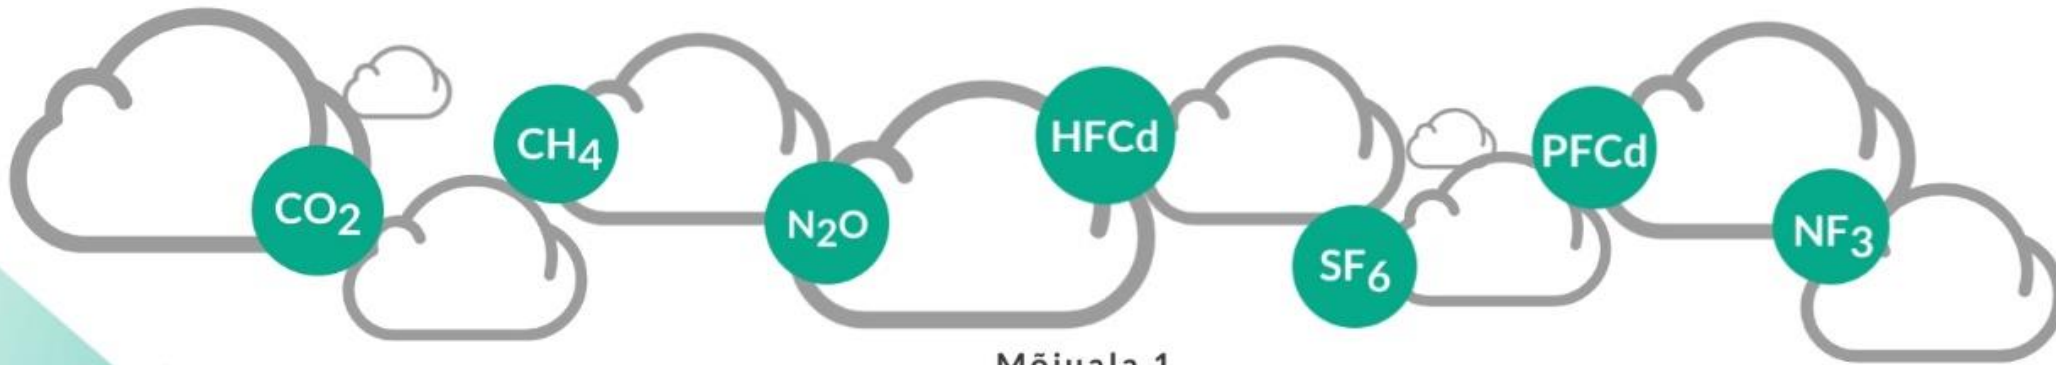 CO₂
CH₄
N₂O
HFCd
SF₆
PFCd
NF₃
Mõjuala 1